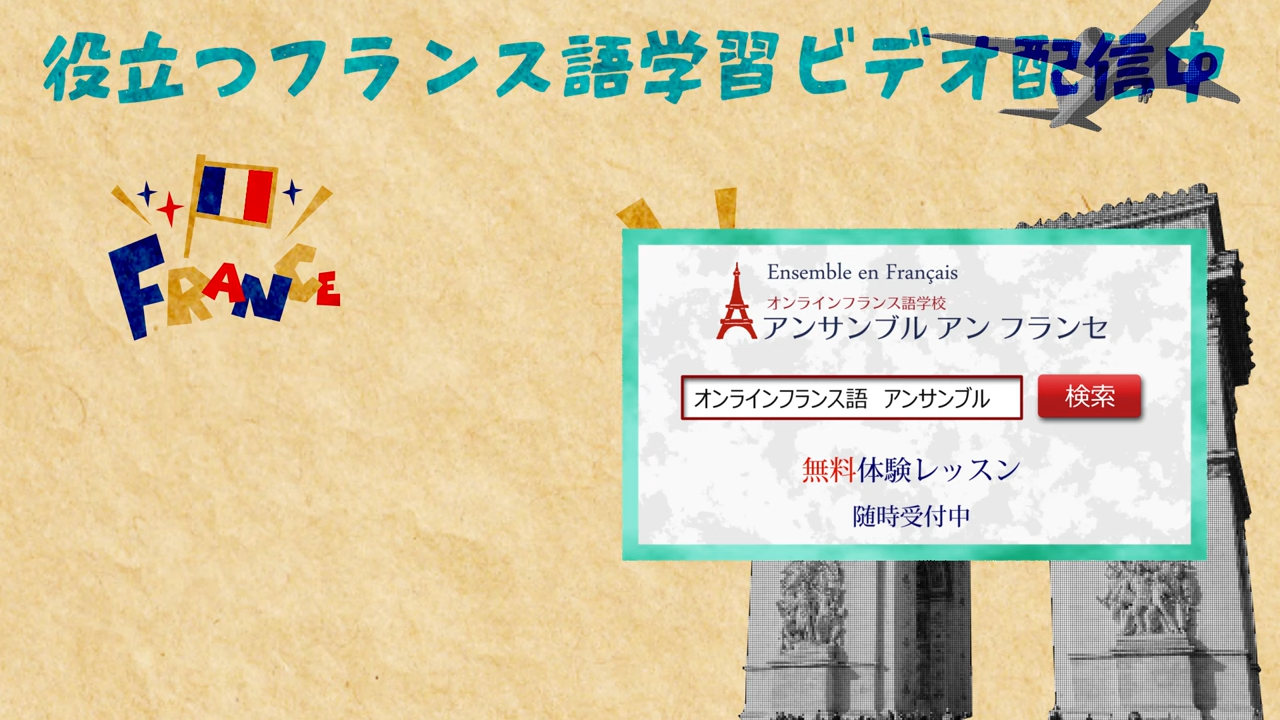 役立つフランス語学習ビデオ配信中
FRANCE
Ensemble en Français
オンラインフランス語学校
アンサンブル アン フランセ
オンラインフランス語 アンサンブル
検索
無料体験レッスン
随時受付中